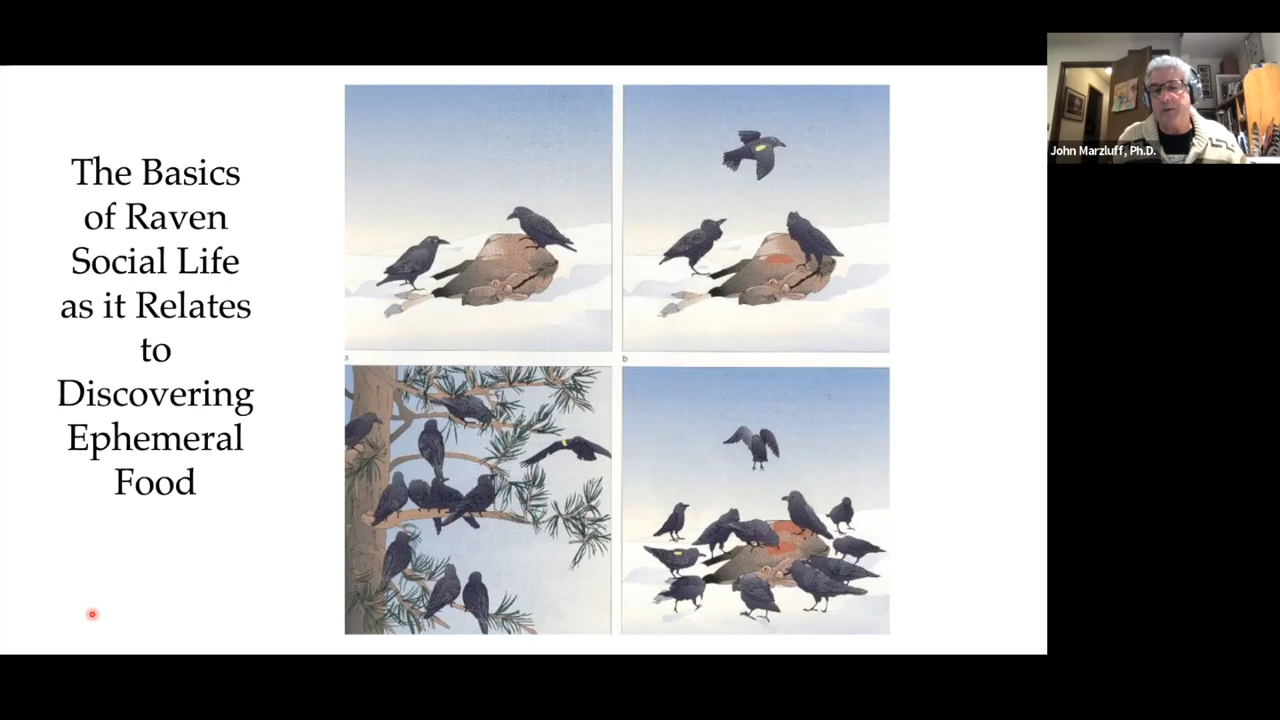 The Basics
of Raven
Social Life
as it Relates
to
Discovering
Ephemeral
Food
a
b
John Marzluff, Ph.D.